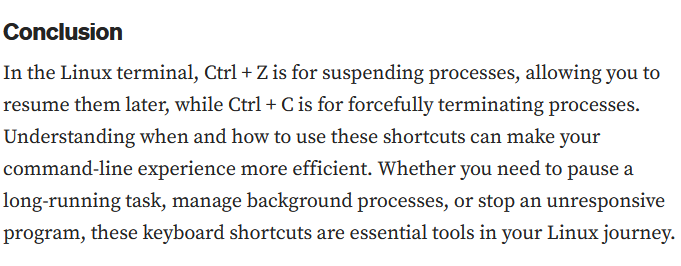 Conclusion
In the Linux terminal, Ctrl + Z is for suspending processes, allowing you to
resume them later, while Ctrl + C is for forcefully terminating processes.
Understanding when and how to use these shortcuts can make your
command-line experience more efficient. Whether you need to pause a
long-running task, manage background processes, or stop an unresponsive
program, these keyboard shortcuts are essential tools in your Linux journey.